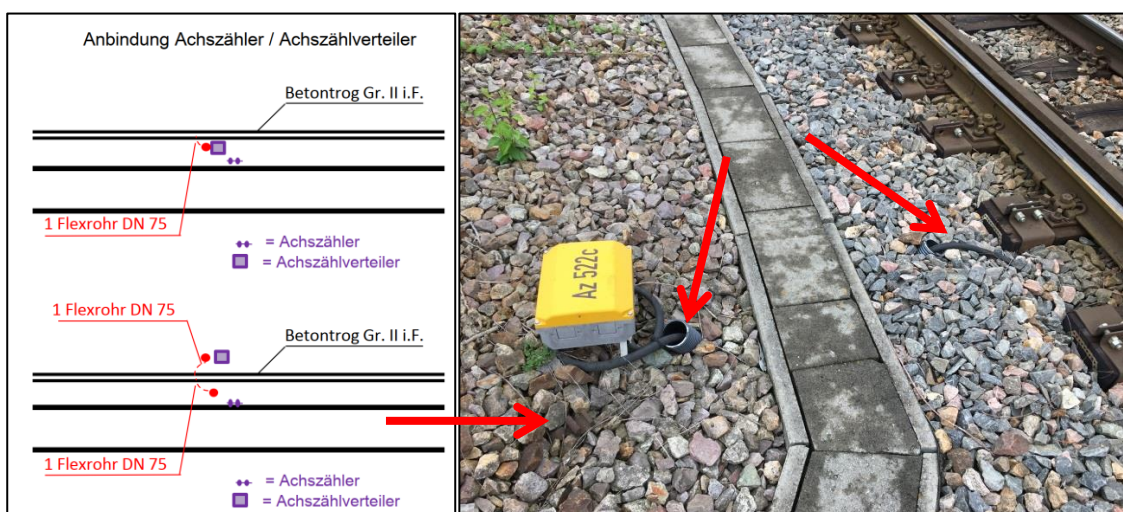 Anbindung Achszähler / Achszählverteiler
Betontrog Gr. II i.F.
1 Flexrohr DN 75
= Achszähler
= Achszählverteiler
1 Flexrohr DN 75
Betontrog Gr. II i.F.
1 Flexrohr DN 75
= Achszähler
= Achszählverteiler
Az 522c